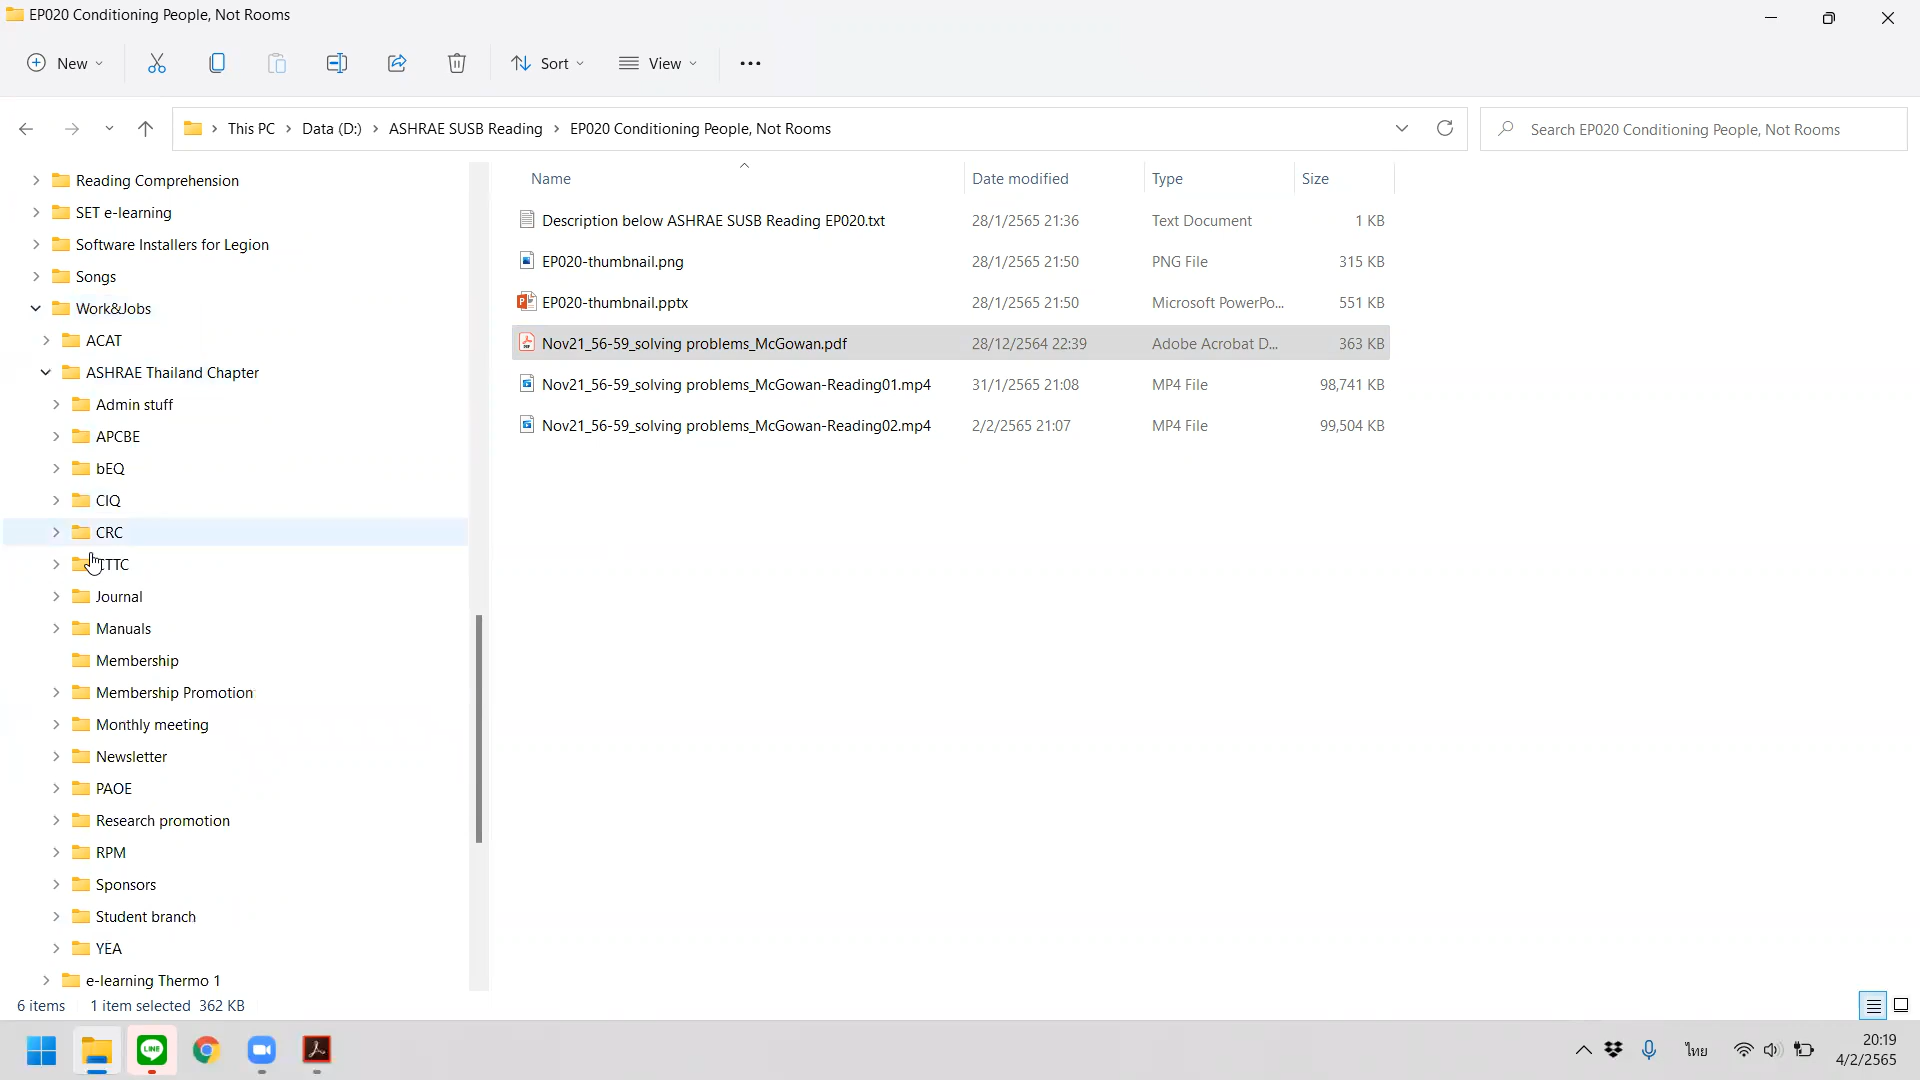 EP020 Conditioning People, Not Rooms
New
Sort
View
This PC > Data (D:) > ASHRAE SUSB Reading > EP020 Conditioning People, Not Rooms
Search EP020 Conditioning People, Not Rooms
Reading Comprehension
SET e-learning
Software Installers for Legion
Songs
Work&Jobs
ACAT
ASHRAE Thailand Chapter
Admin stuff
APCBE
bEQ
CIQ
CRC
TTC
Journal
Manuals
Membership
Membership Promotion
Monthly meeting
Newsletter
PAOE
Research promotion
RPM
Sponsors
Student branch
YEA
e-learning Thermo 1
Name Date modified Type Size
Description below ASHRAE SUSB Reading EP020.txt 28/1/2565 21:36 Text Document 1 KB
EP020-thumbnail.png 28/1/2565 21:50 PNG File 315 KB
EP020-thumbnail.pptx 28/1/2565 21:50 Microsoft PowerPo... 551 KB
Nov21_56-59_solving problems_McGowan.pdf 28/12/2564 22:39 Adobe Acrobat D... 363 KB
Nov21_56-59_solving problems_McGowan-Reading01.mp4 31/1/2565 21:08 MP4 File 98,741 KB
Nov21_56-59_solving problems_McGowan-Reading02.mp4 2/2/2565 21:07 MP4 File 99,504 KB
6 items 1 item selected 362 KB
LINE
ไทย
20:19
4/2/2565